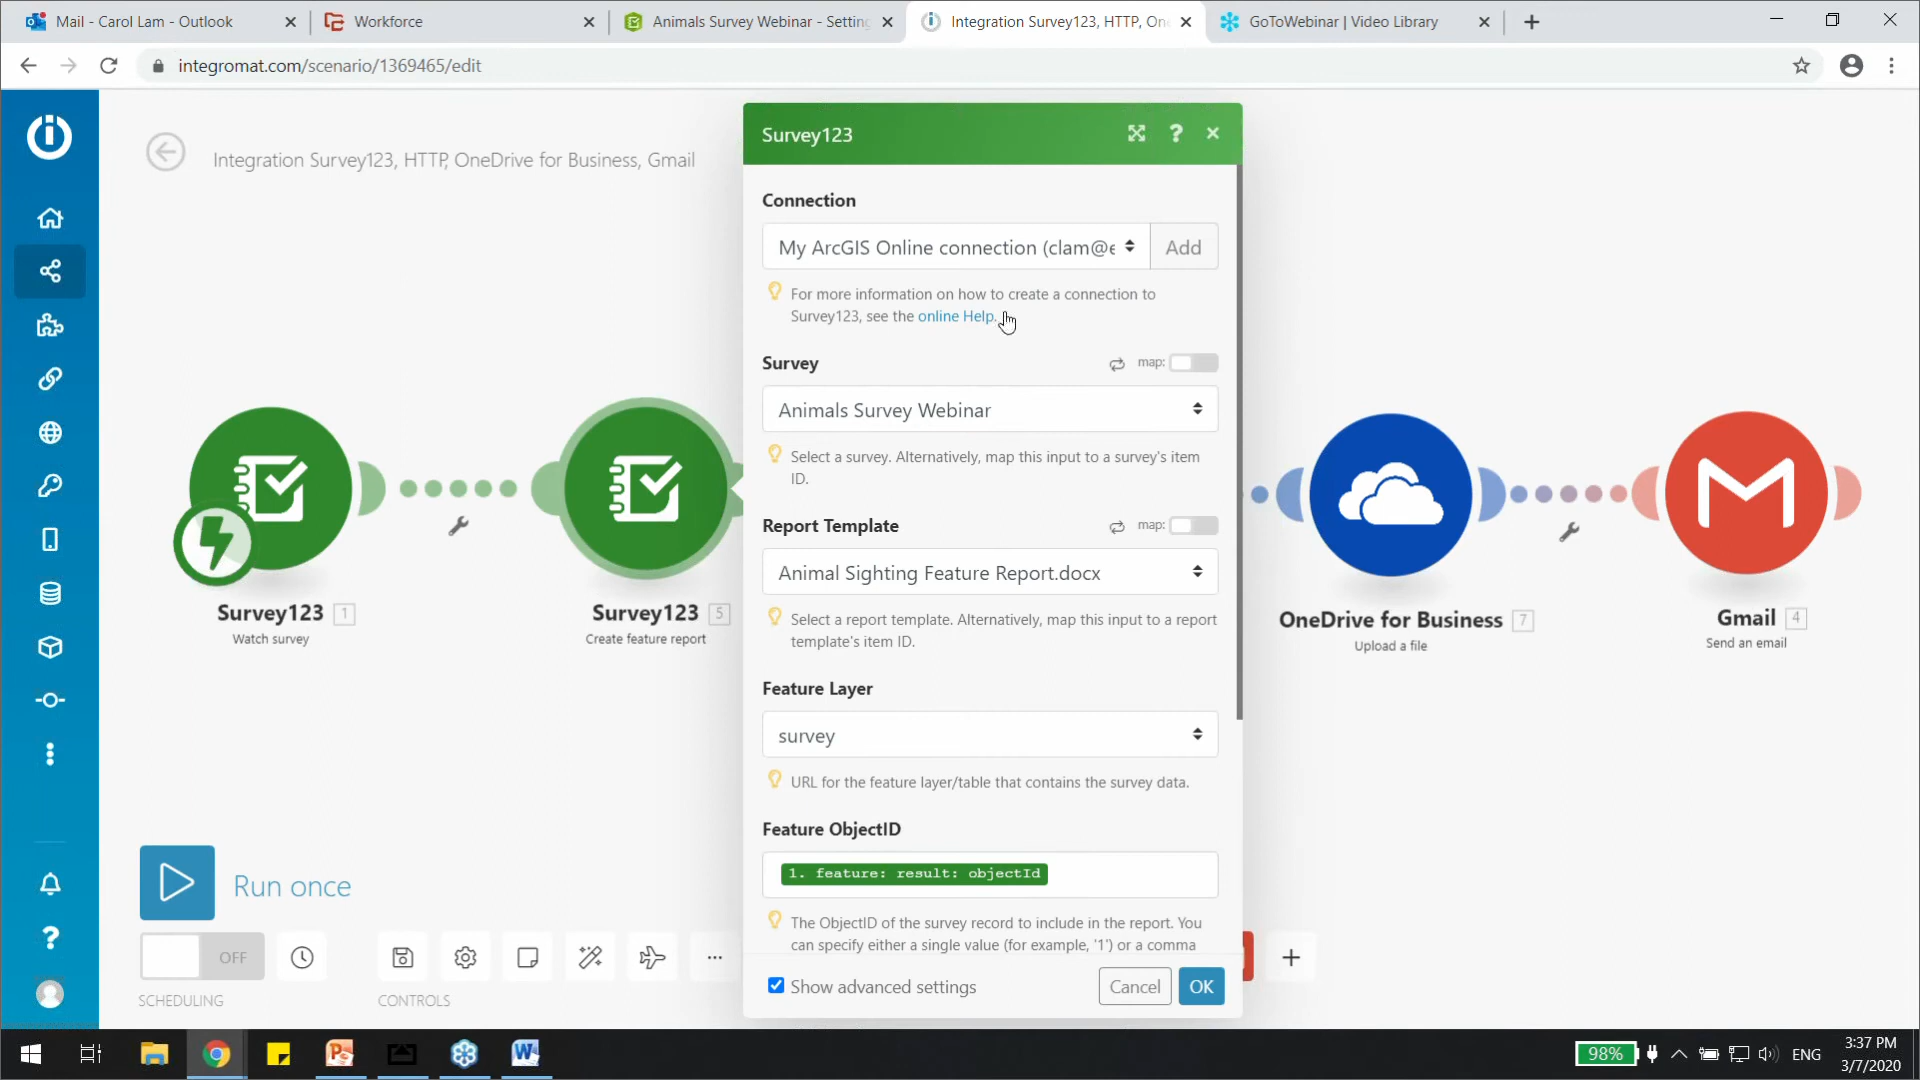 Mail - Carol Lam - Outlook
Workforce
Animals Survey Webinar - Setting
Integration Survey123, HTTP, On
GoToWebinar | Video Library
integromat.com/scenario/1369465/edit
Integration Survey123, HTTP, OneDrive for Business, Gmail
Survey123
Connection
My ArcGIS Online connection (clam@e
Add
For more information on how to create a connection to
Survey123, see the online Help.
Survey
map:
Animals Survey Webinar
Select a survey. Alternatively, map this input to a survey's item
ID.
Report Template
map:
Animal Sighting Feature Report.docx
Select a report template. Alternatively, map this input to a report
template's item ID.
Feature Layer
survey
URL for the feature layer/table that contains the survey data.
Feature ObjectID
1. feature: result: objectId
The ObjectID of the survey record to include in the report. You
can specify either a single value (for example, '1') or a comma
Show advanced settings
Cancel
OK
Survey123 1
Watch survey
Survey123 5
Create feature report
OneDrive for Business 7
Upload a file
Gmail 4
Send an email
Run once
OFF
SCHEDULING
CONTROLS
98%
ENG
3:37 PM
3/7/2020